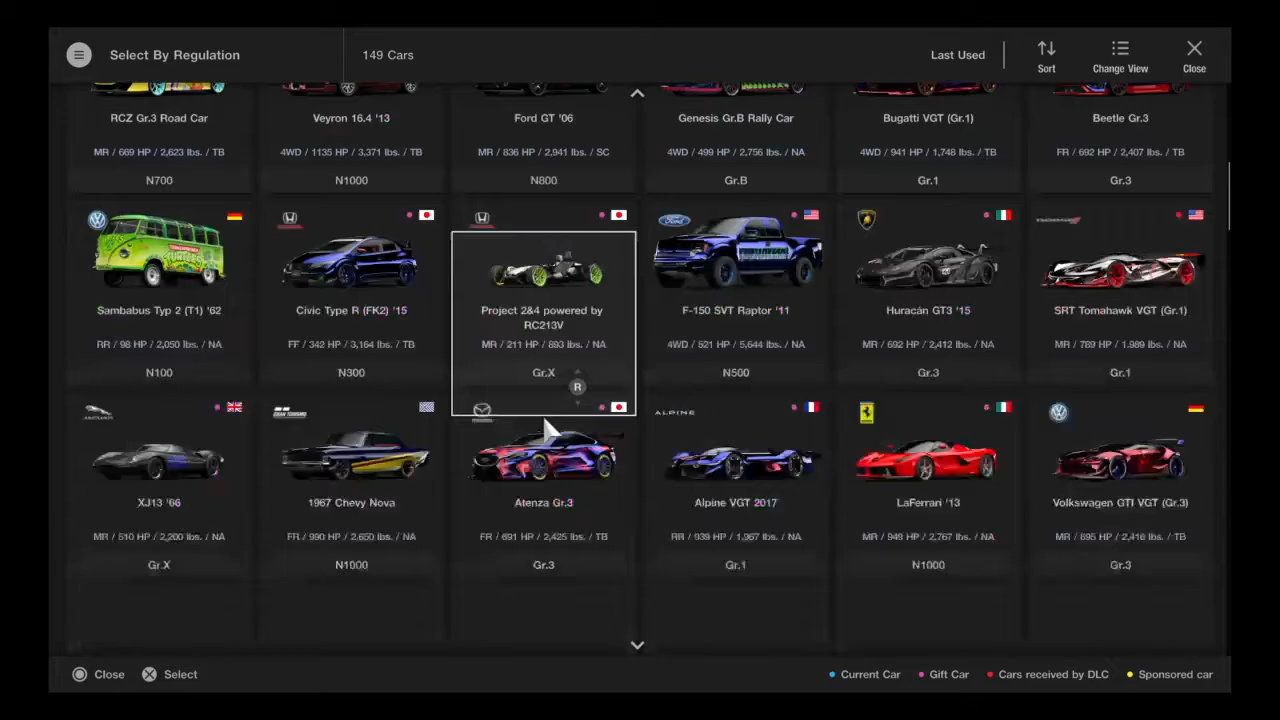 Select By Regulation
149 Cars
Last Used
Sort
Change View
Close
RCZ Gr.3 Road Car
Veyron 16.4 '13
Ford GT '06
Genesis Gr.B Rally Car
Bugatti VGT (Gr.1)
Beetle Gr.3
MR / 669 HP / 2,623 lbs. / TB
4WD / 1135 HP / 3,371 lbs. / TB
MR / 836 HP / 2,941 lbs. / SC
4WD / 499 HP / 2,756 lbs. / NA
4WD / 941 HP / 1,748 lbs. / TB
FR / 692 HP / 2,407 lbs. / TB
N700
N1000
N800
Gr.B
Gr.1
Gr.3
Sambabus Typ 2 (T1) '62
Civic Type R (FK2) '15
Project 2&4 powered by
RC213V
F-150 SVT Raptor '11
Huracán GT3 '15
SRT Tomahawk VGT (Gr.1)
RR / 98 HP / 2,050 lbs. / NA
FF / 342 HP / 3,164 lbs. / TB
MR / 211 HP / 893 lbs. / NA
4WD / 521 HP / 5,644 lbs. / NA
MR / 692 HP / 2,412 lbs. / NA
MR / 789 HP / 1,989 lbs. / NA
N100
N300
Gr.X
N500
Gr.3
Gr.1
R
ALPINE
XJ13 '66
1967 Chevy Nova
Atenza Gr.3
Alpine VGT 2017
LaFerrari '13
Volkswagen GTI VGT (Gr.3)
MR / 510 HP / 2,200 lbs. / NA
FR / 990 HP / 2,650 lbs. / NA
FR / 691 HP / 2,425 lbs. / TB
RR / 939 HP / 1,967 lbs. / NA
MR / 949 HP / 2,767 lbs. / NA
MR / 695 HP / 2,416 lbs. / TB
Gr.X
N1000
Gr.3
Gr.1
N1000
Gr.3
Close
Select
Current Car
Gift Car
Cars received by DLC
Sponsored car